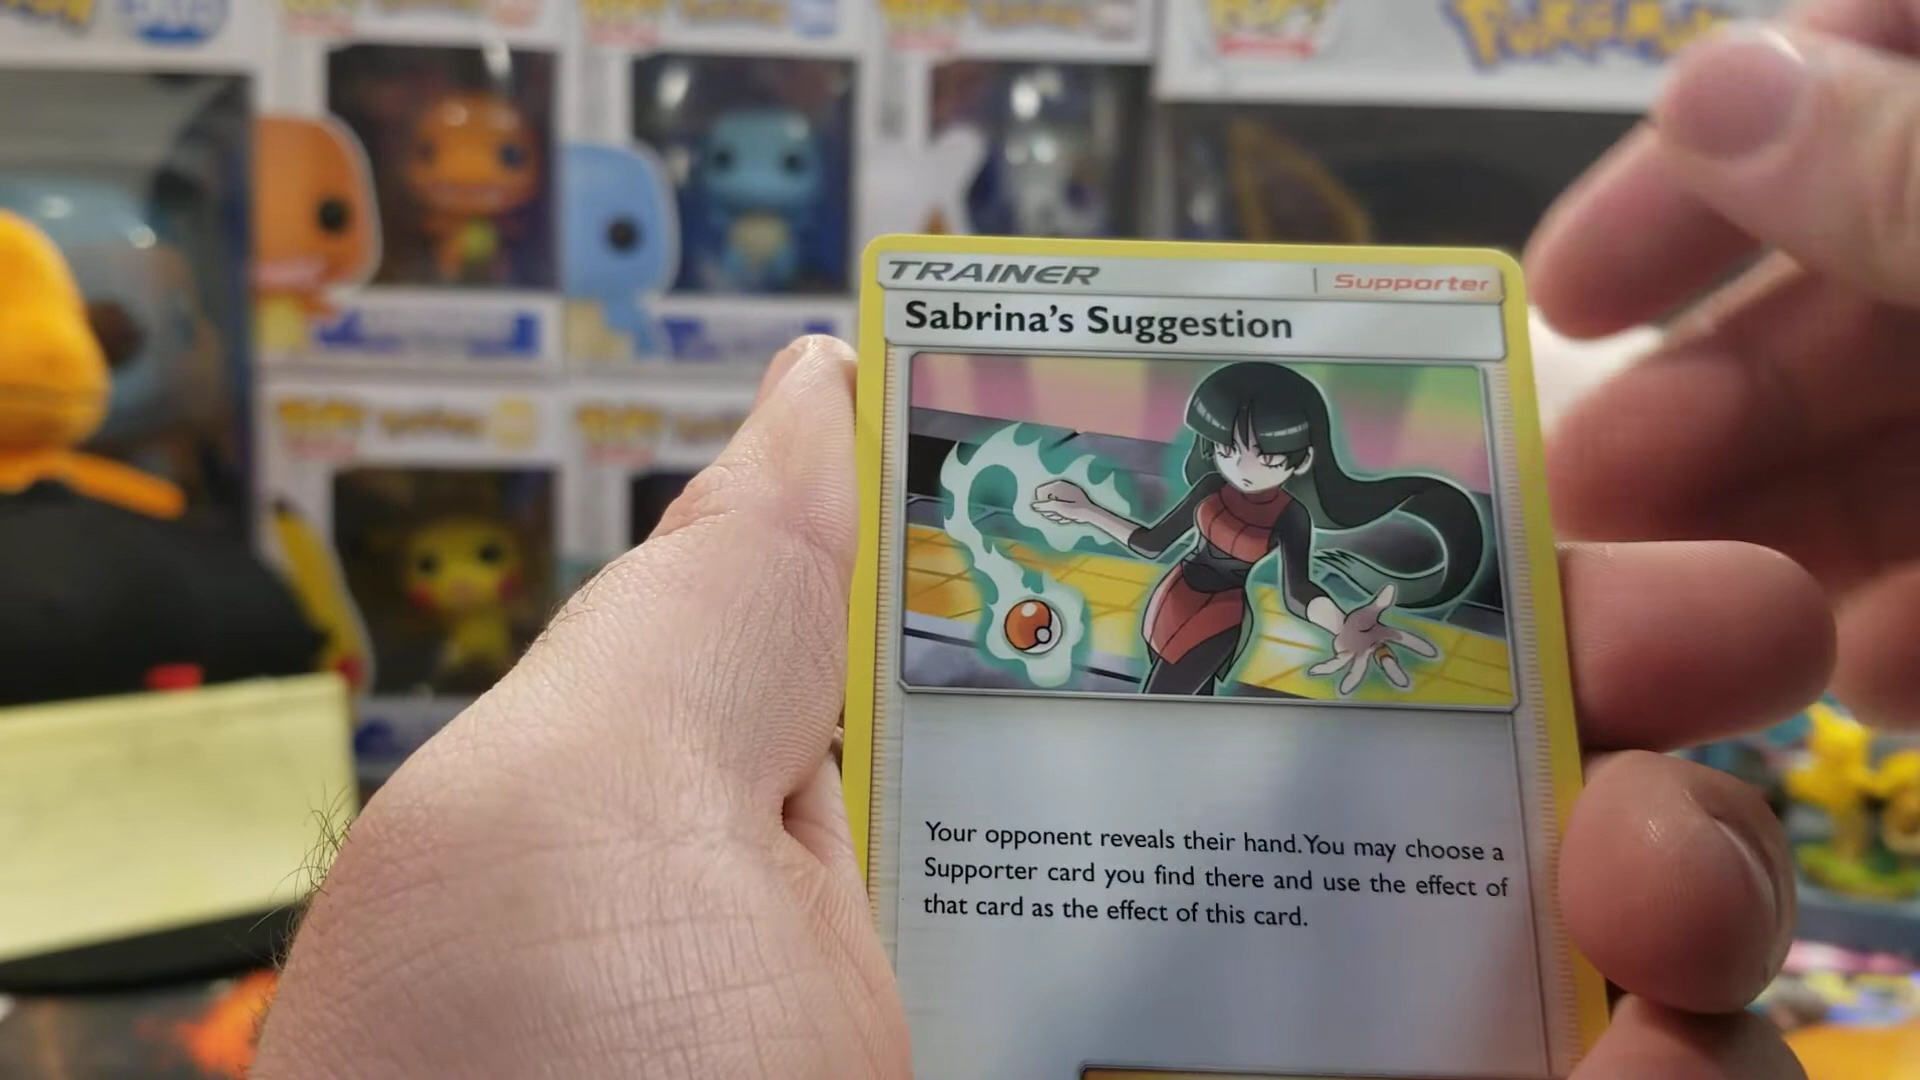 POKéMON
TRAINER
Supporter
Sabrina's Suggestion
Your opponent reveals their hand. You may choose a
Supporter card you find there and use the effect of
that card as the effect of this card.